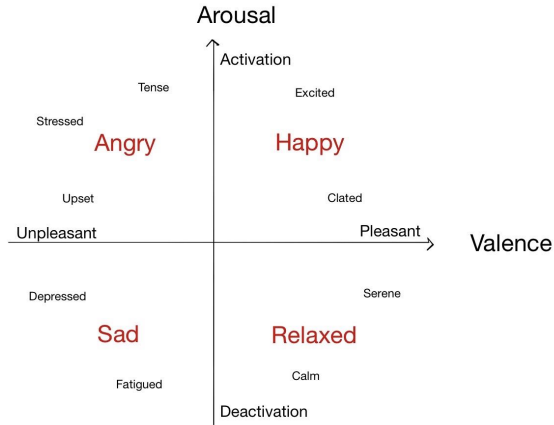 Arousal
Activation
Tense
Excited
Stressed
Angry
Happy
Upset
Clated
Unpleasant
Pleasant
Valence
Depressed
Serene
Sad
Relaxed
Calm
Fatigued
Deactivation